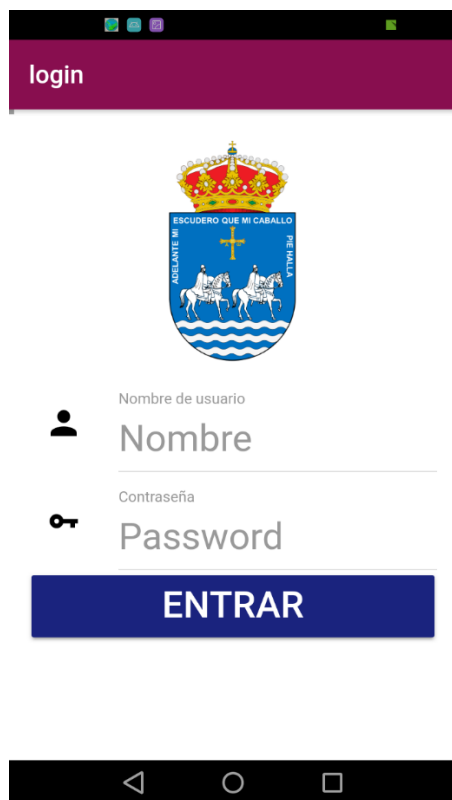 login
ESCUDERO QUE MI CABALLO
ADELANTE MI
PIE HALLA
Nombre de usuario
Nombre
Contraseña
Password
ENTRAR